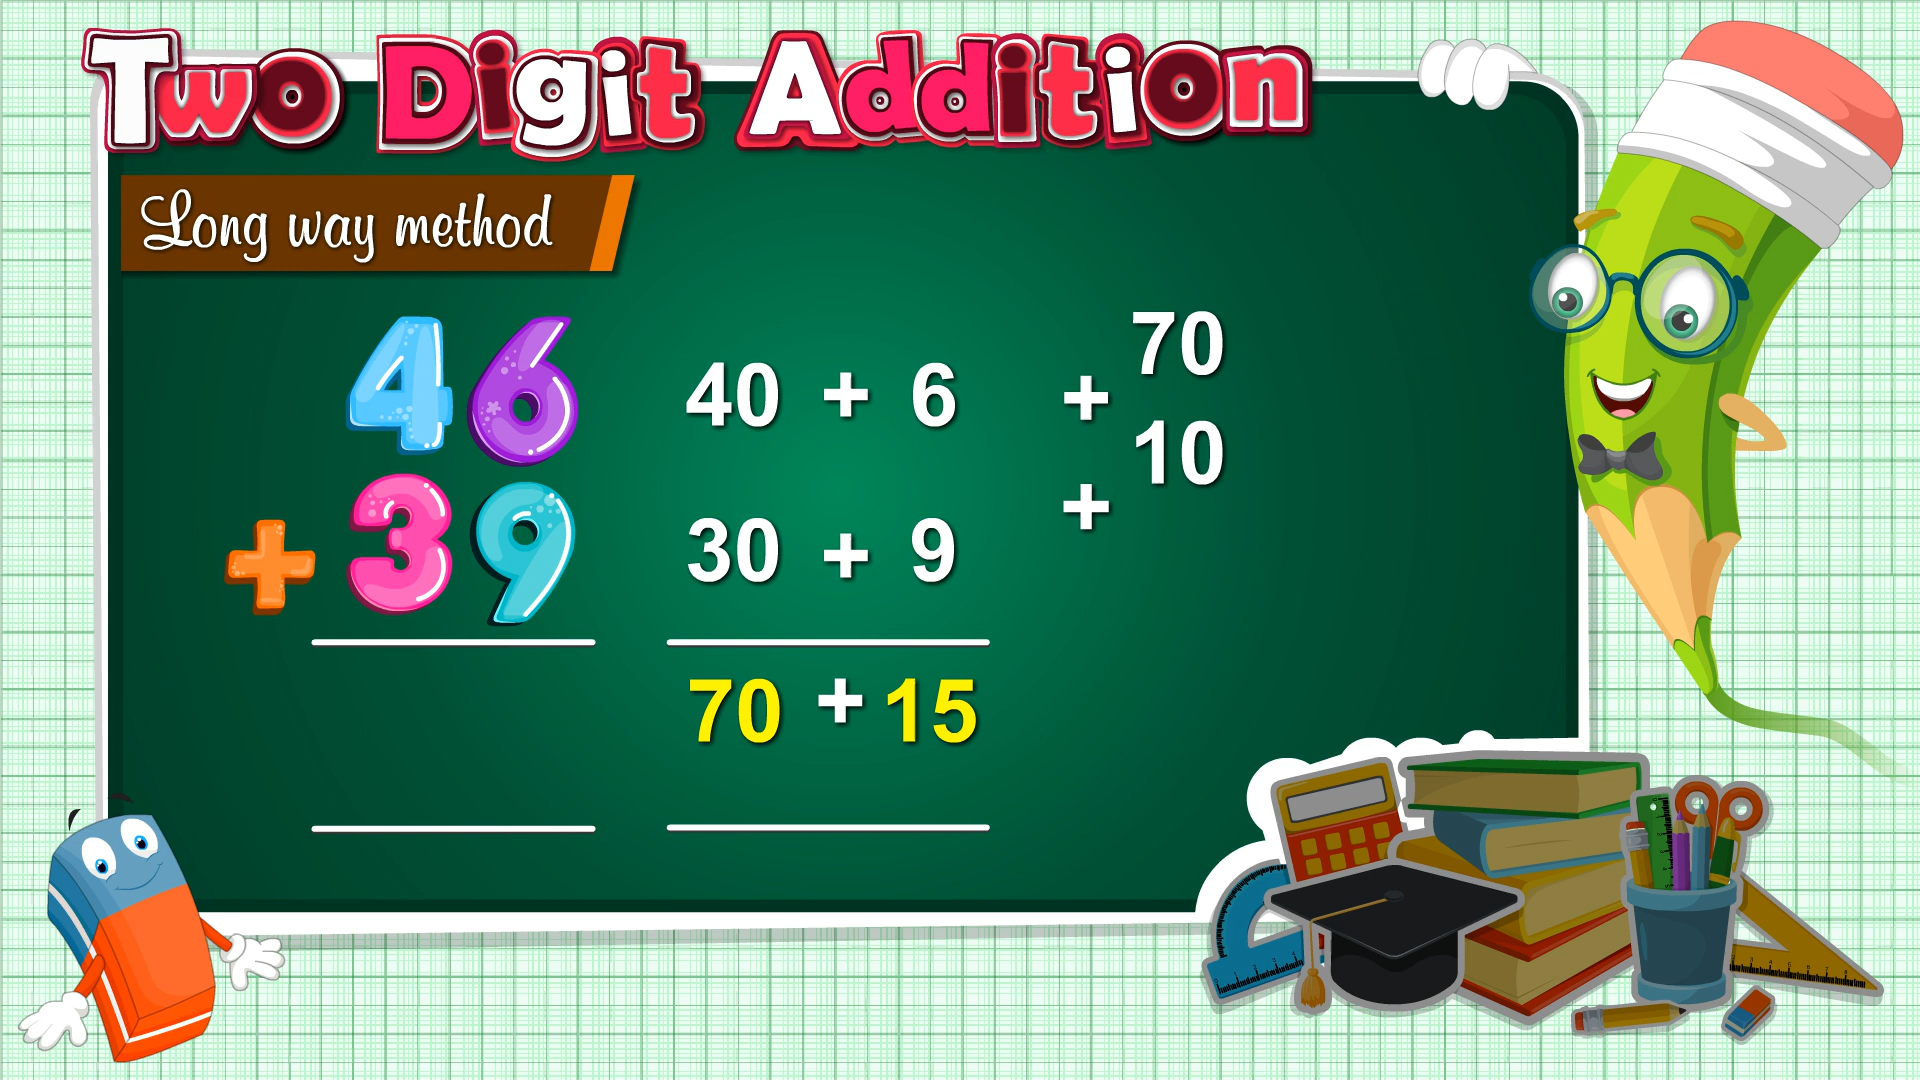 Two Digit Addition
Long way method
46
+ 39
40 + 6
30 + 9
70 + 15
70
+
10
+